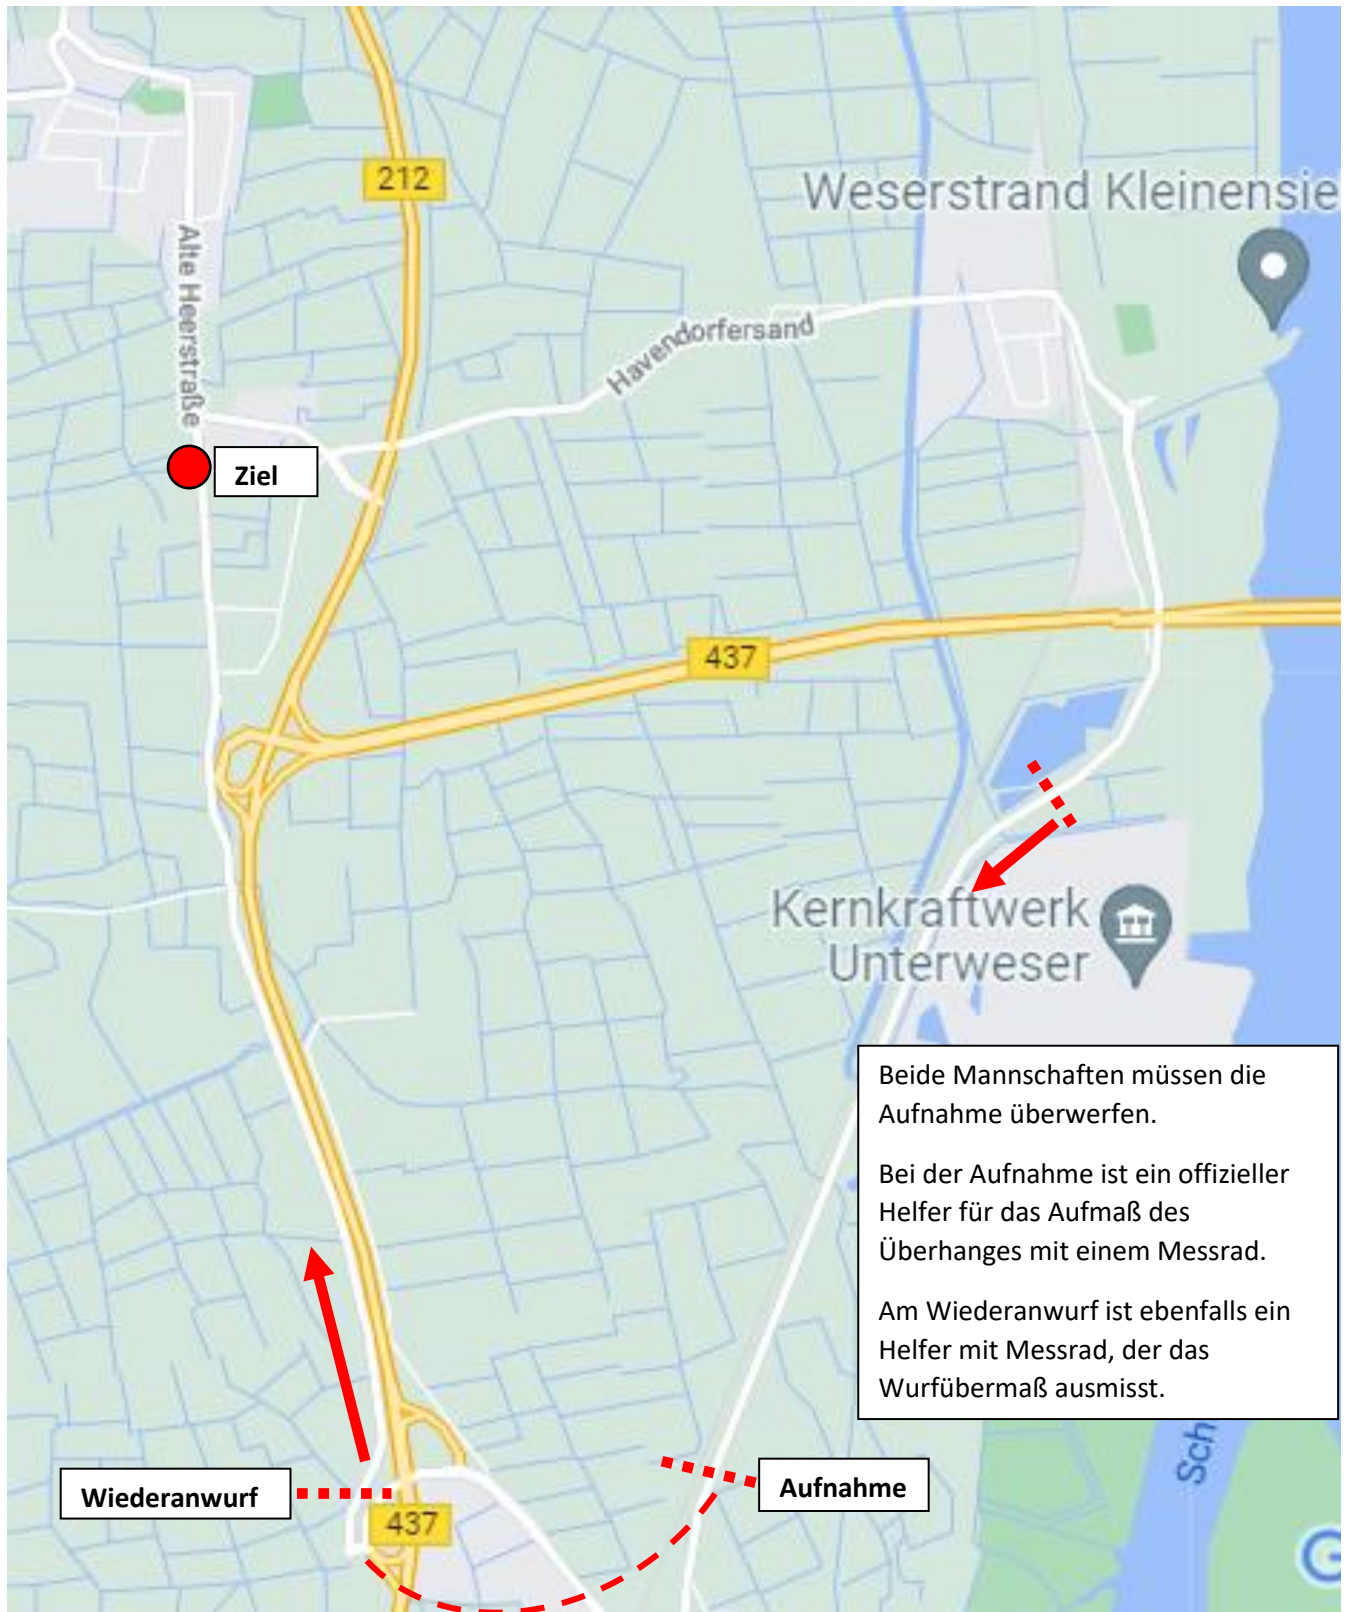 212
Weserstrand Kleinensie
Alte Heerstraße
Havendorfersand
Ziel
437
Kernkraftwerk
Unterweser
Beide Mannschaften müssen die
Aufnahme überwerfen.
Bei der Aufnahme ist ein offizieller
Helfer für das Aufmaß des
Überhanges mit einem Messrad.
Am Wiederanwurf ist ebenfalls ein
Helfer mit Messrad, der das
Wurfübermaß ausmisst.
Sch
Wiederanwurf
Aufnahme
437
G